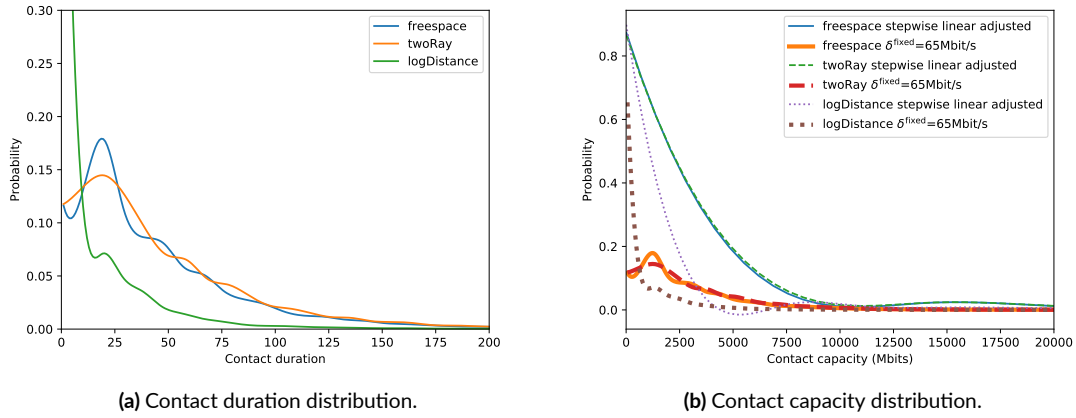 0.30
0.25
0.20
0.15
0.10
0.05
0.00
Probability
0 25 50 75 100 125 150 175 200
Contact duration
freespace
twoRay
logDistance
(a) Contact duration distribution.
0.8
0.6
0.4
0.2
0.0
Probability
0 2500 5000 7500 10000 12500 15000 17500 20000
Contact capacity (Mbits)
freespace stepwise linear adjusted
freespace δ^fixed=65Mbit/s
twoRay stepwise linear adjusted
twoRay δ^fixed=65Mbit/s
logDistance stepwise linear adjusted
logDistance δ^fixed=65Mbit/s
(b) Contact capacity distribution.